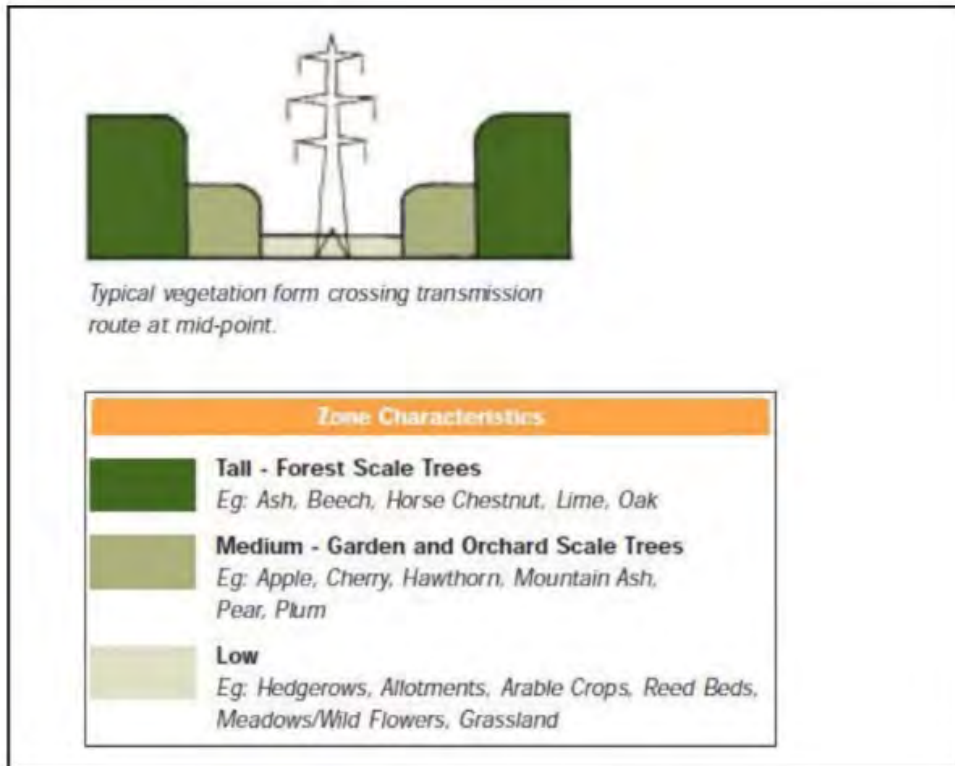 Typical vegetation form crossing transmission
route at mid-point.
Zone Characteristics
Tall - Forest Scale Trees
Eg: Ash, Beech, Horse Chestnut, Lime, Oak
Medium - Garden and Orchard Scale Trees
Eg: Apple, Cherry, Hawthorn, Mountain Ash,
Pear, Plum
Low
Eg: Hedgerows, Allotments, Arable Crops, Reed Beds,
Meadows/Wild Flowers, Grassland